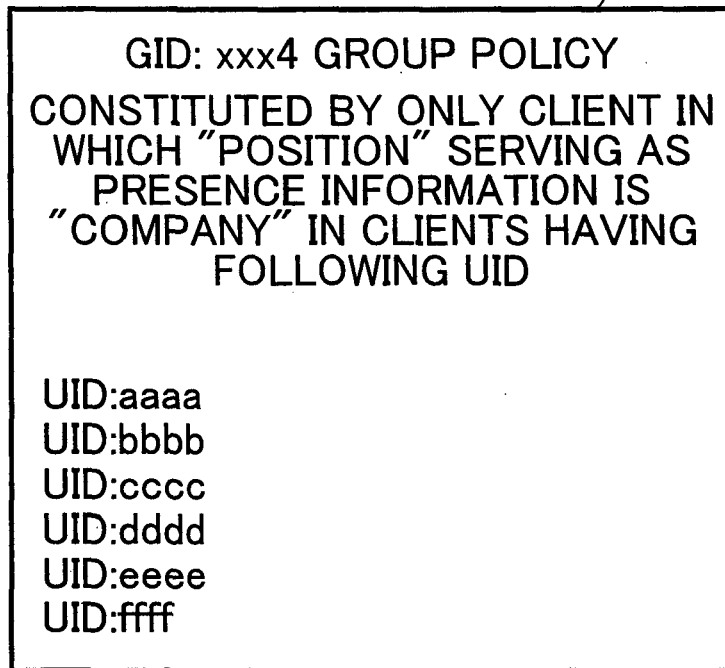 GID: xxx4 GROUP POLICY
CONSTITUTED BY ONLY CLIENT IN
WHICH "POSITION" SERVING AS
PRESENCE INFORMATION IS
"COMPANY" IN CLIENTS HAVING
FOLLOWING UID
UID:aaaa
UID:bbbb
UID:cccc
UID:dddd
UID:eeee
UID:ffff